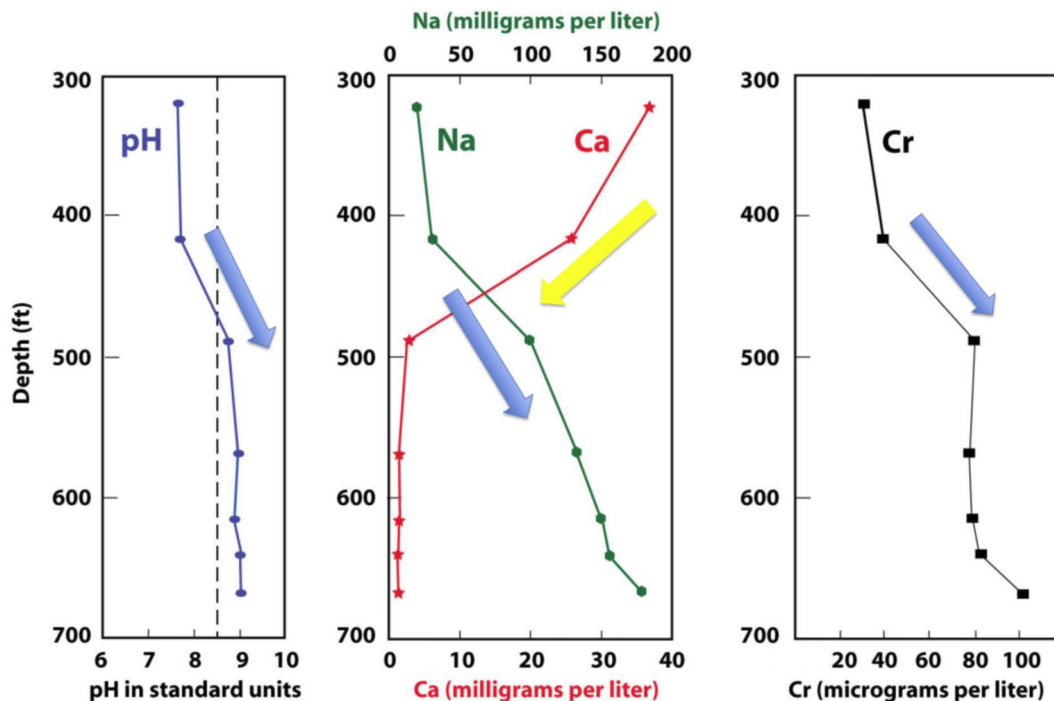 Na (milligrams per liter)
0 50 100 150 200
300
400
500
600
700
Depth (ft)
pH
6 7 8 9 10
pH in standard units
300
400
500
600
700
Na
Ca
0 10 20 30 40
Ca (milligrams per liter)
300
400
500
600
700
Cr
20 40 60 80 100
Cr (micrograms per liter)